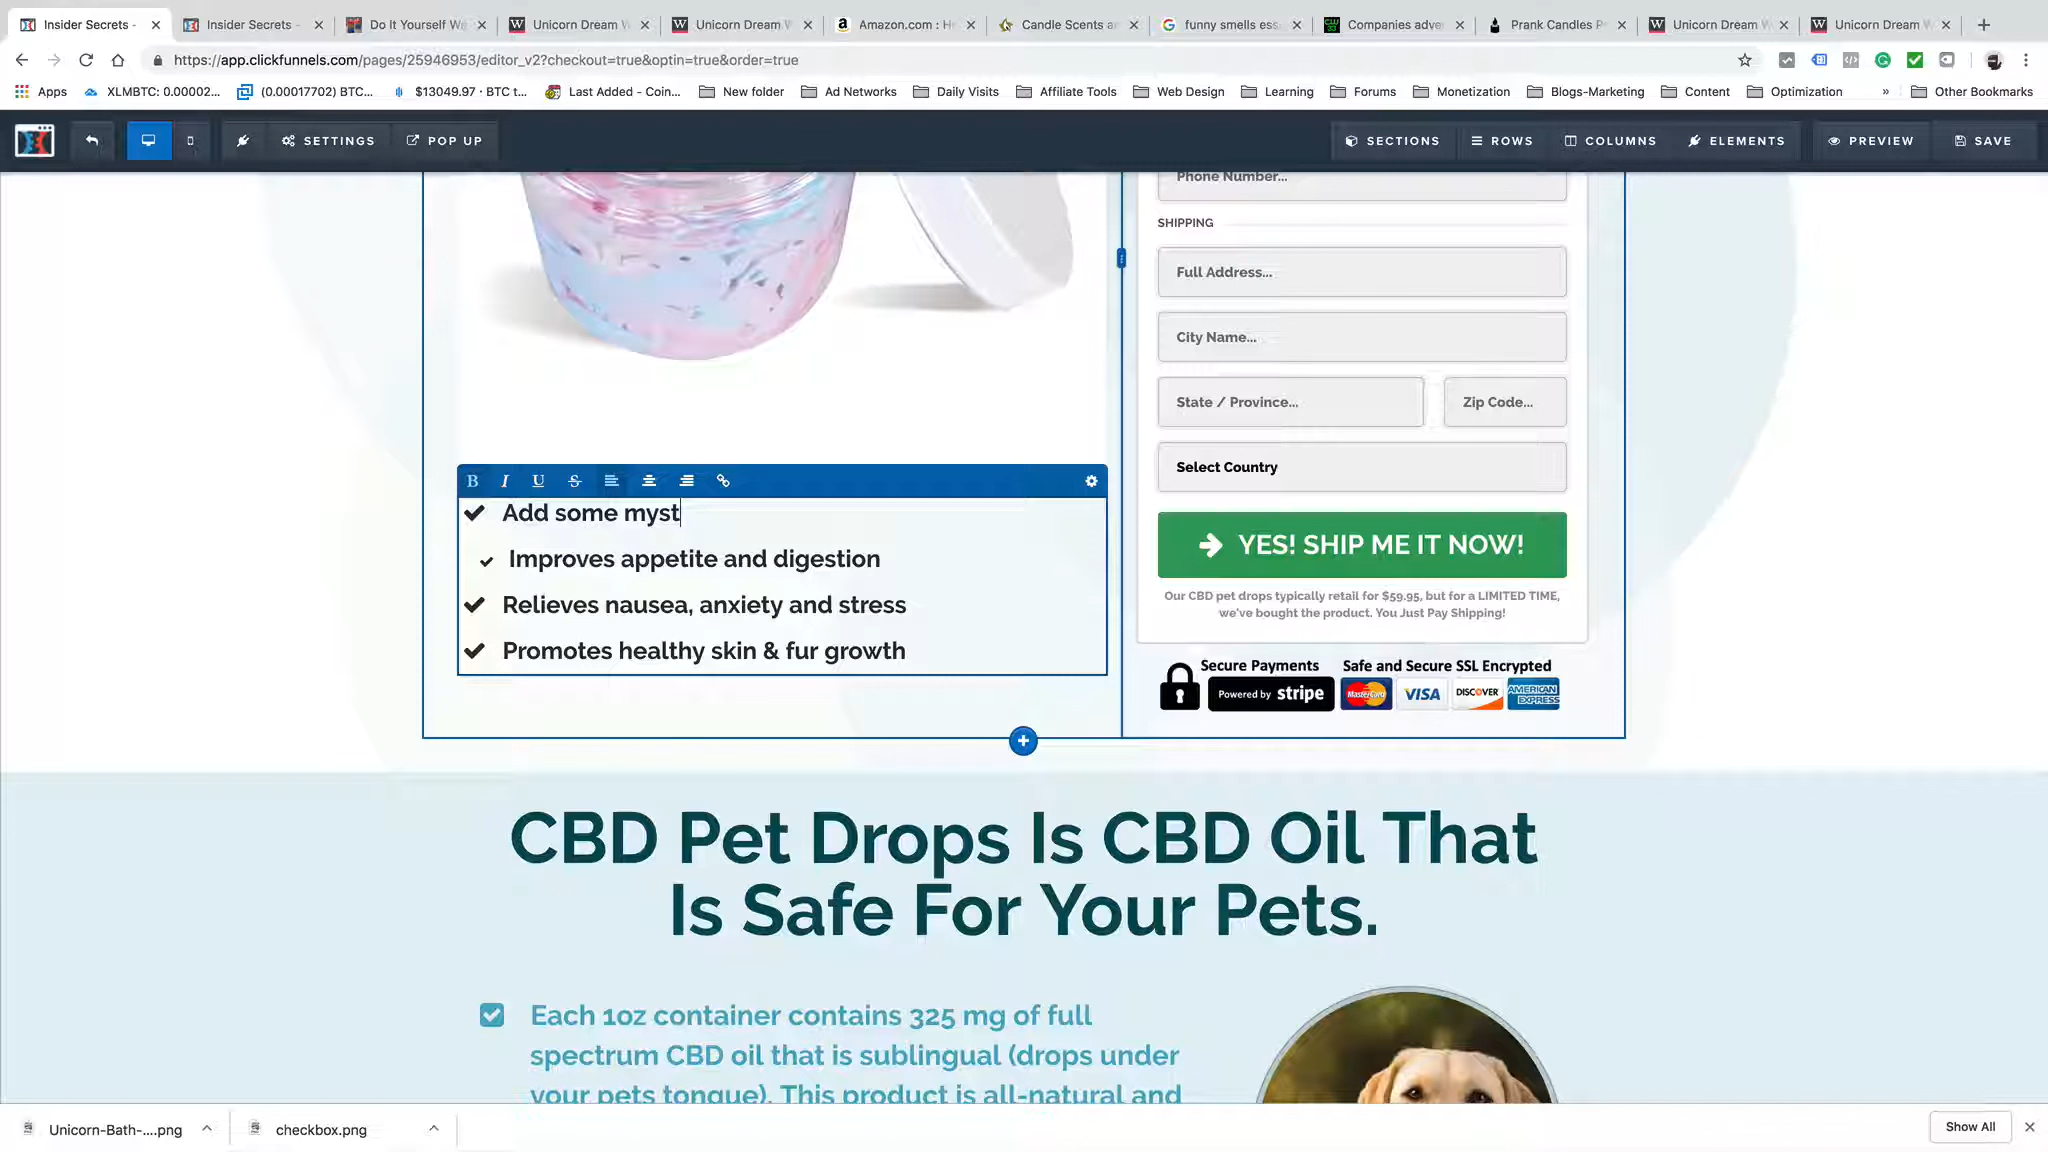 Insider Secrets -
Insider Secrets -
Do It Yourself We
Unicorn Dream W
Unicorn Dream W
Amazon.com : H
Candle Scents a
funny smells ess
Companies adve
Prank Candles P
Unicorn Dream W
Unicorn Dream W
https://app.clickfunnels.com/pages/25946953/editor_v2?checkout=true&optin=true&order=true
Apps
XLMBTC: 0.00002...
(0.00017702) BTC...
$13049.97 · BTC t...
Last Added - Coin...
New folder
Ad Networks
Daily Visits
Affiliate Tools
Web Design
Learning
Forums
Monetization
Blogs-Marketing
Content
Optimization
»
Other Bookmarks
SETTINGS
POP UP
SECTIONS
ROWS
COLUMNS
ELEMENTS
PREVIEW
SAVE
Phone Number...
SHIPPING
Full Address...
City Name...
State / Province...
Zip Code...
Select Country
B I U S
Add some myst
Improves appetite and digestion
Relieves nausea, anxiety and stress
Promotes healthy skin & fur growth
YES! SHIP ME IT NOW!
Our CBD pet drops typically retail for $59.95, but for a LIMITED TIME,
we've bought the product. You Just Pay Shipping!
Secure Payments
Safe and Secure SSL Encrypted
Powered by stripe
MasterCard
VISA
DISCOVER
AMERICAN EXPRESS
CBD Pet Drops Is CBD Oil That
Is Safe For Your Pets.
Each 1oz container contains 325 mg of full
spectrum CBD oil that is sublingual (drops under
your pets tongue). This product is all-natural and
Unicorn-Bath-....png
checkbox.png
Show All